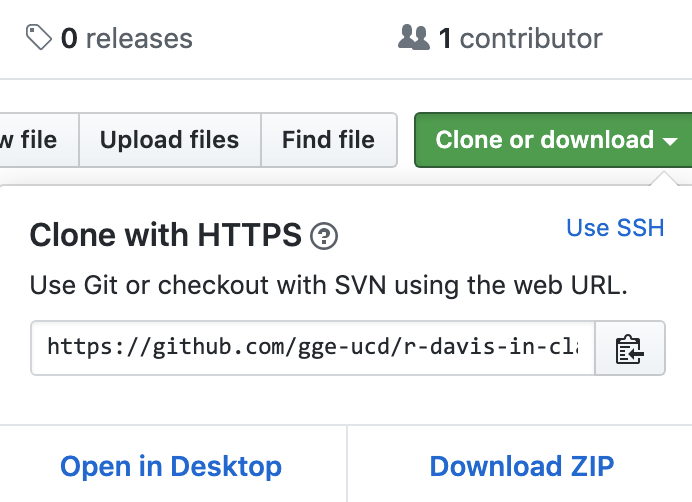 0 releases 1 contributor
w file Upload files Find file Clone or download
Clone with HTTPS Use SSH
Use Git or checkout with SVN using the web URL.
https://github.com/gge-ucd/r-davis-in-cla
Open in Desktop Download ZIP